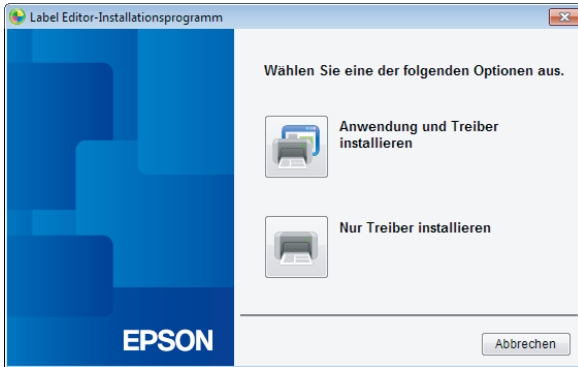 Label Editor-Installationsprogramm
Wählen Sie eine der folgenden Optionen aus.
Anwendung und Treiber
installieren
Nur Treiber installieren
EPSON
Abbrechen